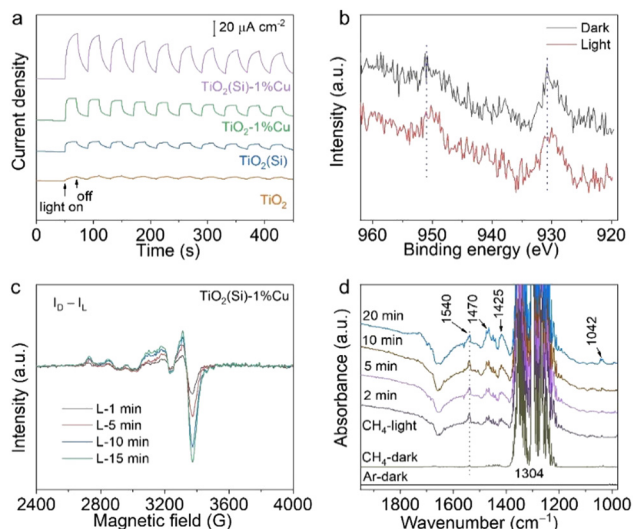 a
20 μA cm⁻²
Current density
TiO₂(Si)-1%Cu
TiO₂-1%Cu
TiO₂(Si)
off
light on
TiO₂
0 100 200 300 400
Time (s)
b
Dark
Light
Intensity (a.u.)
960 950 940 930 920
Binding energy (eV)
c
I_D – I_L
TiO₂(Si)-1%Cu
Intensity (a.u.)
L-1 min
L-5 min
L-10 min
L-15 min
2400 2800 3200 3600 4000
Magnetic field (G)
d
1540
1470
1425
1042
20 min
10 min
5 min
2 min
CH₄-light
CH₄-dark
Ar-dark
1304
Absorbance (a.u.)
1800 1600 1400 1200 1000
Wavenumber (cm⁻¹)